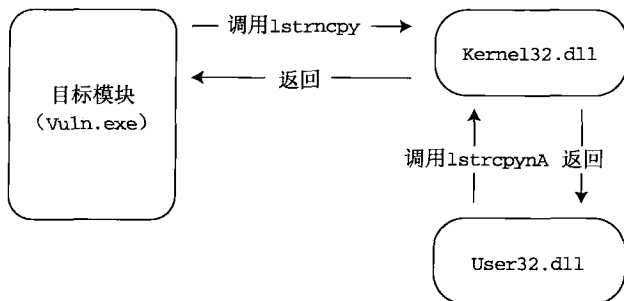 调用lstrncpy
Kernel32.dll
返回
目标模块
(Vuln.exe)
调用lstrcpynA 返回
User32.dll